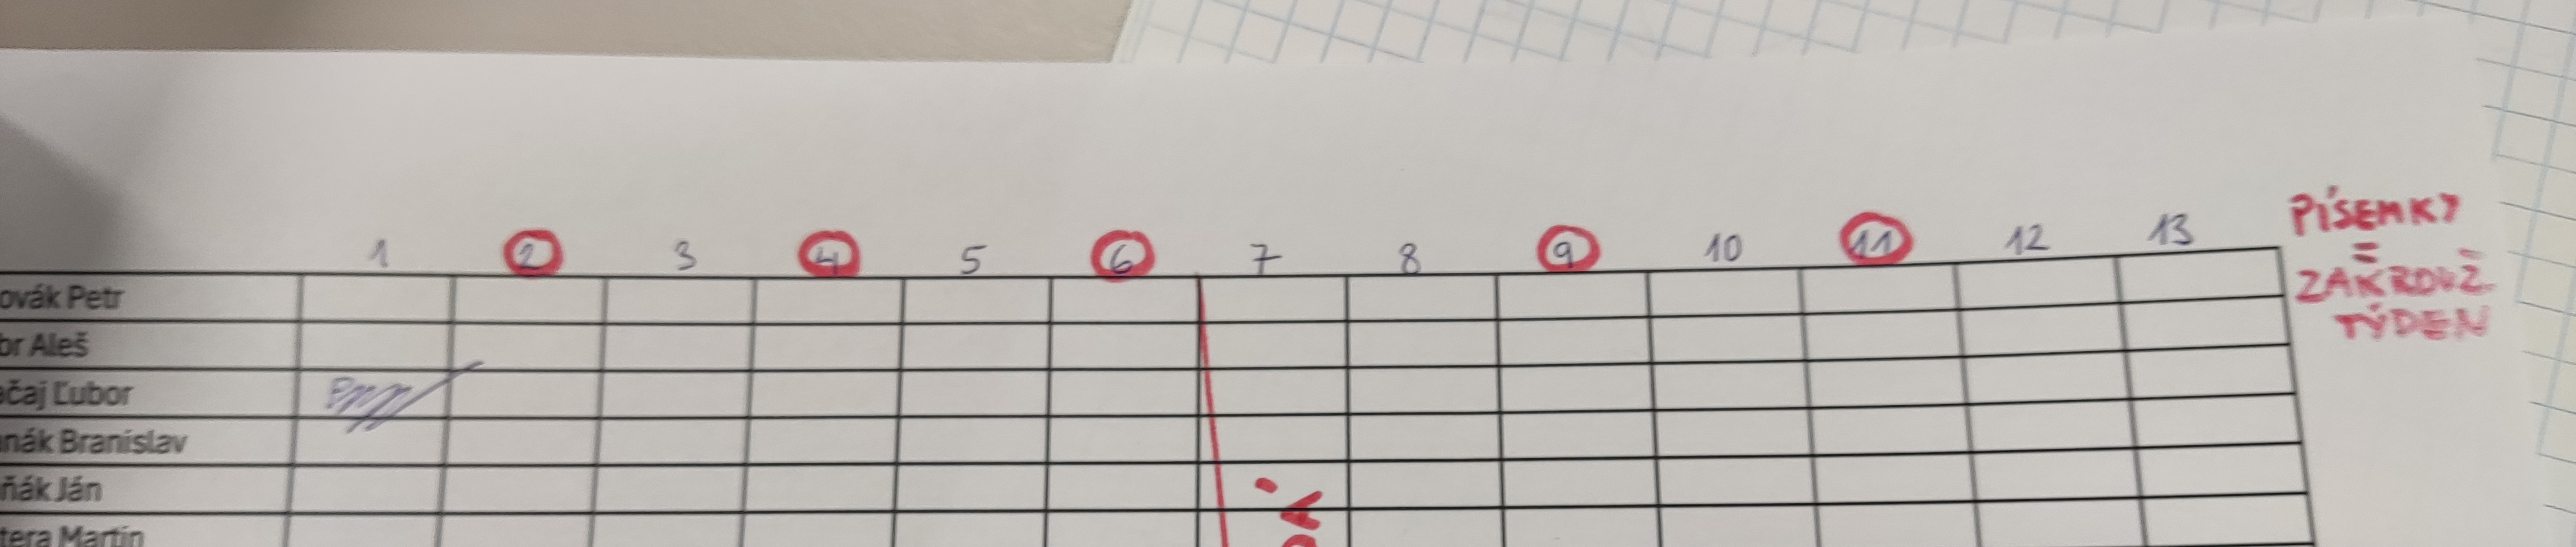 1 2 3 4 5 6 7 8 9 10 11 12 13
PÍSEMKY
=
ZAKROUŽ.
TÝDEN
ovák Petr
or Aleš
čaj Ľubor
nák Branislav
ňák Ján
tera Martin